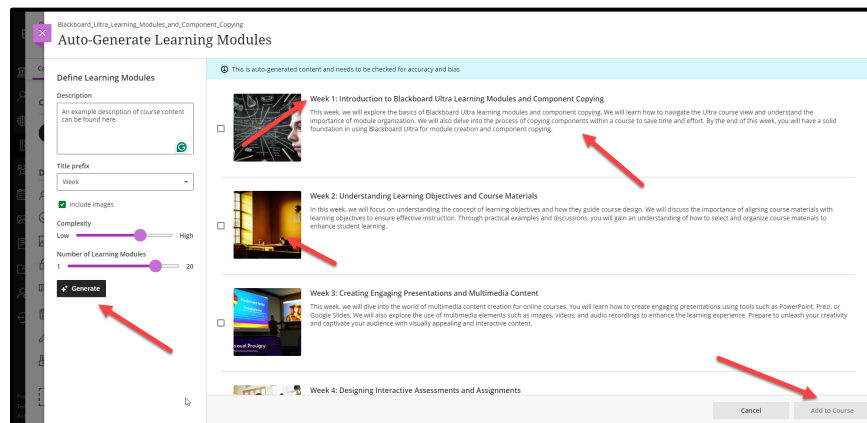 Blackboard_Ultra_Learning_Modules_and_Component_Copying
Auto-Generate Learning Modules
Define Learning Modules
Description
An example description of course content
can be found here.
Title prefix
Week
Include images
Complexity
Low
High
Number of Learning Modules
1
20
Generate
This is auto-generated content and needs to be checked for accuracy and bias
Week 1: Introduction to Blackboard Ultra Learning Modules and Component Copying
This week, we will explore the basics of Blackboard Ultra learning modules and component copying. We will learn how to navigate the Ultra course view and understand the
importance of module organization. We will also delve into the process of copying components within a course to save time and effort. By the end of this week, you will have a solid
foundation in using Blackboard Ultra for module creation and component copying.
Week 2: Understanding Learning Objectives and Course Materials
In this week, we will focus on understanding the concept of learning objectives and how they guide course design. We will discuss the importance of aligning course materials with
learning objectives to ensure effective instruction. Through practical examples and discussions, you will gain an understanding of how to select and organize course materials to
enhance student learning.
Week 3: Creating Engaging Presentations and Multimedia Content
This week, we will dive into the world of multimedia content creation for online courses. You will learn how to create engaging presentations using tools such as PowerPoint, Prezi, or
Google Slides. We will also explore the use of multimedia elements such as images, videos, and audio recordings to enhance the learning experience. Prepare to unleash your creativity
and captivate your audience with visually appealing and interactive content.
Week 4: Designing Interactive Assessments and Assignments
Cancel
Add to Course